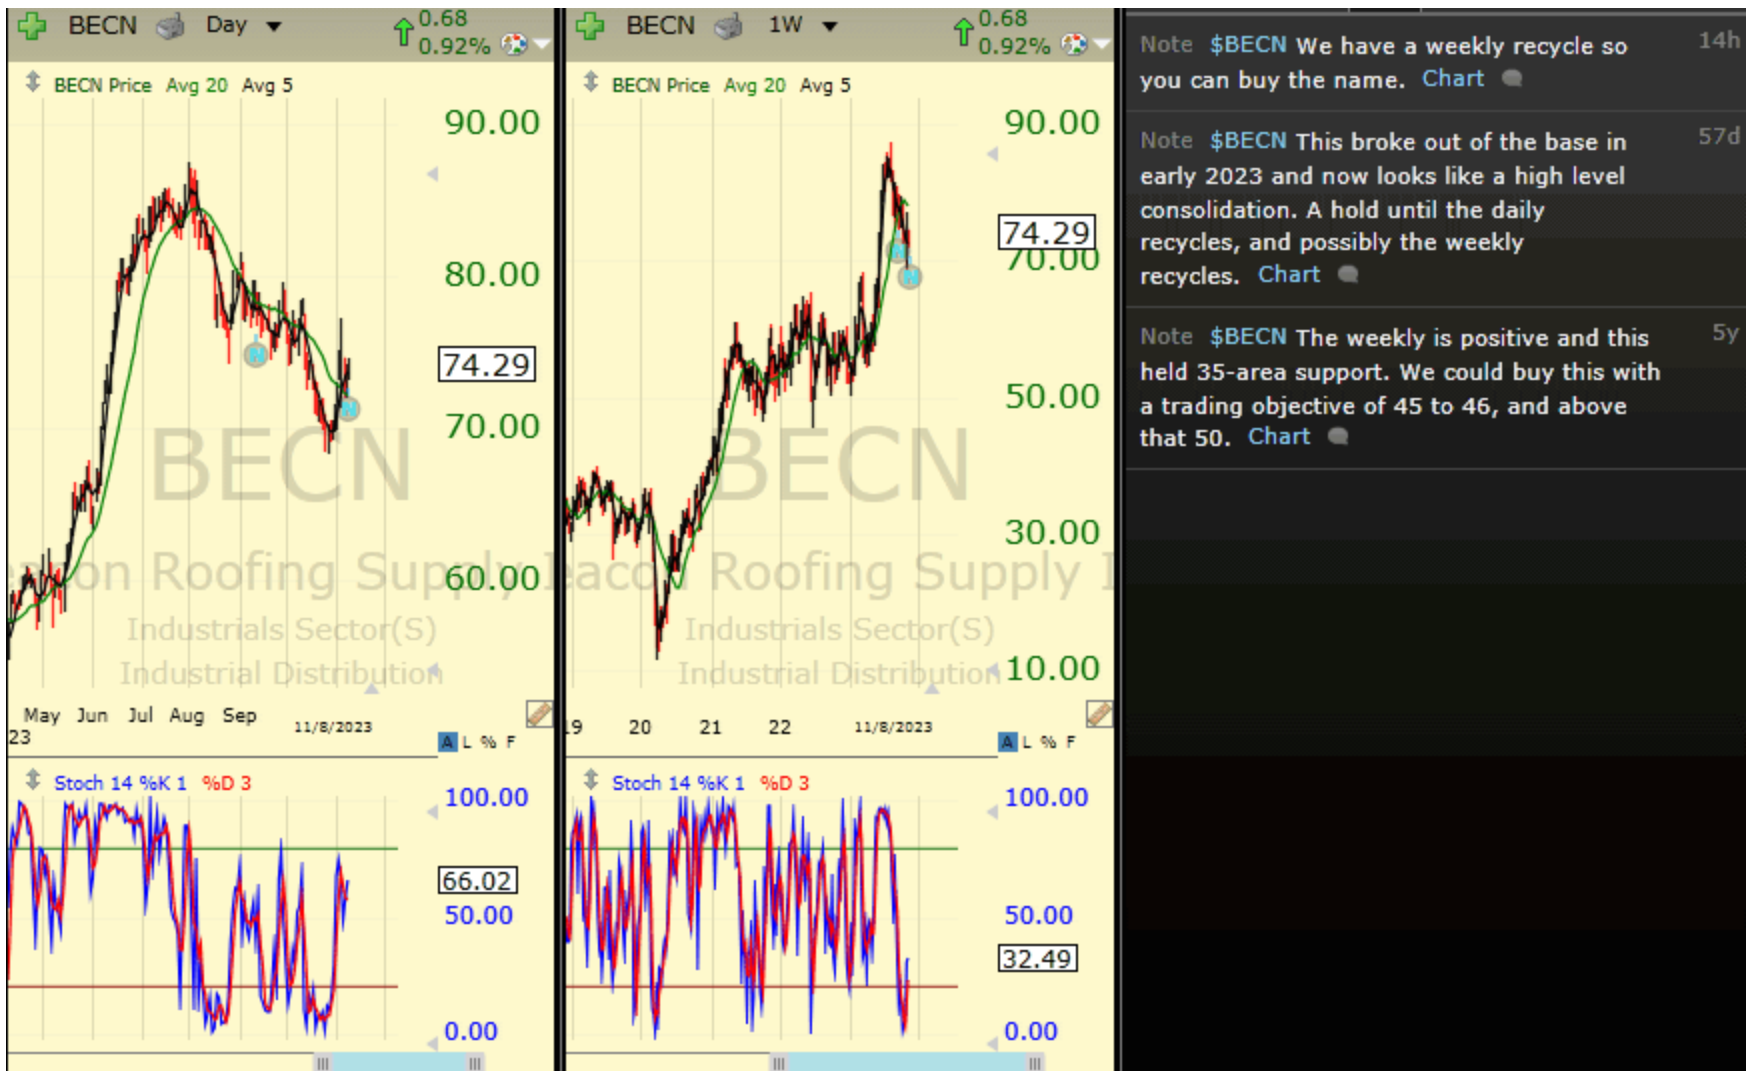 BECN Day 0.68
0.92%
BECN Price Avg 20 Avg 5
90.00
80.00
74.29
70.00
60.00
BECN
eacon Roofing Supply I
Industrials Sector(S)
Industrial Distribution
May Jun Jul Aug Sep 11/8/2023
23
A L % F
Stoch 14 %K 1 %D 3
100.00
66.02
50.00
0.00
BECN 1W 0.68
0.92%
BECN Price Avg 20 Avg 5
90.00
74.29
70.00
50.00
30.00
10.00
BECN
eacon Roofing Supply I
Industrials Sector(S)
Industrial Distribution
19 20 21 22 11/8/2023
A L % F
Stoch 14 %K 1 %D 3
100.00
50.00
32.49
0.00
N
N
N
N
Note $BECN We have a weekly recycle so 14h
you can buy the name. Chart
Note $BECN This broke out of the base in 57d
early 2023 and now looks like a high level
consolidation. A hold until the daily
recycles, and possibly the weekly
recycles. Chart
Note $BECN The weekly is positive and this 5y
held 35-area support. We could buy this with
a trading objective of 45 to 46, and above
that 50. Chart